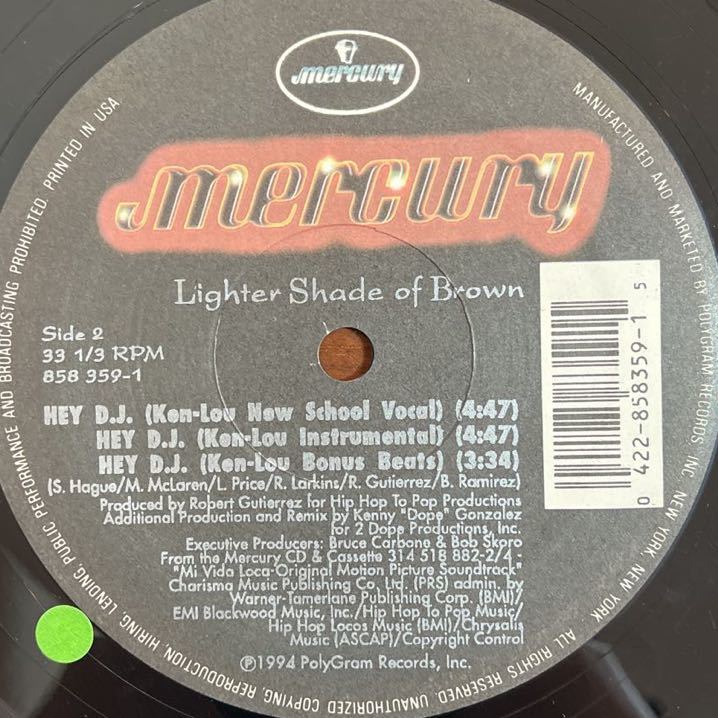 mercury
mercury
Lighter Shade of Brown
Side 2
33 1/3 RPM
858 359-1
HEY D.J. (Ken-Lou New School Vocal) (4:47)
HEY D.J. (Ken-Lou Instrumental) (4:47)
HEY D.J. (Ken-Lou Bonus Beats) (3:34)
(S. Hague/M. McLaren/L. Price/R. Larkins/R. Gutierrez/B. Ramirez)
Produced by Robert Gutierrez for Hip Hop To Pop Productions
Additional Production and Remix by Kenny "Dope" Gonzalez
for 2 Dope Productions, Inc.
Executive Producers: Bruce Carbone & Bob Skoro
From the Mercury CD & Cassette 314 518 882-2/4 -
"Mi Vida Loca-Original Motion Picture Soundtrack"
Charisma Music Publishing Co. Ltd. (PRS) admin. by
Warner-Tamerlane Publishing Corp. (BMI)/
EMI Blackwood Music, Inc./Hip Hop To Pop Music/
Hip Hop Locos Music (BMI)/Chrysalis
Music (ASCAP)/Copyright Control
℗1994 PolyGram Records, Inc.
0 422-858359-1 5
MANUFACTURED AND MARKETED BY POLYGRAM RECORDS, INC. NEW YORK, NEW YORK
ALL RIGHTS RESERVED. UNAUTHORIZED COPYING, REPRODUCTION, HIRING, LENDING, PUBLIC PERFORMANCE AND BROADCASTING PROHIBITED. PRINTED IN USA